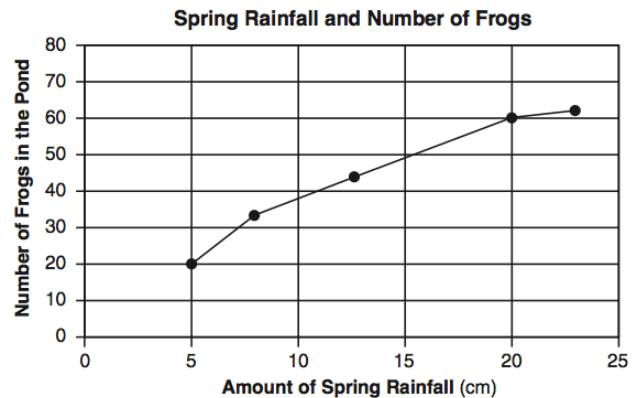 Spring Rainfall and Number of Frogs
Number of Frogs in the Pond
80
70
60
50
40
30
20
10
0
0 5 10 15 20 25
Amount of Spring Rainfall (cm)